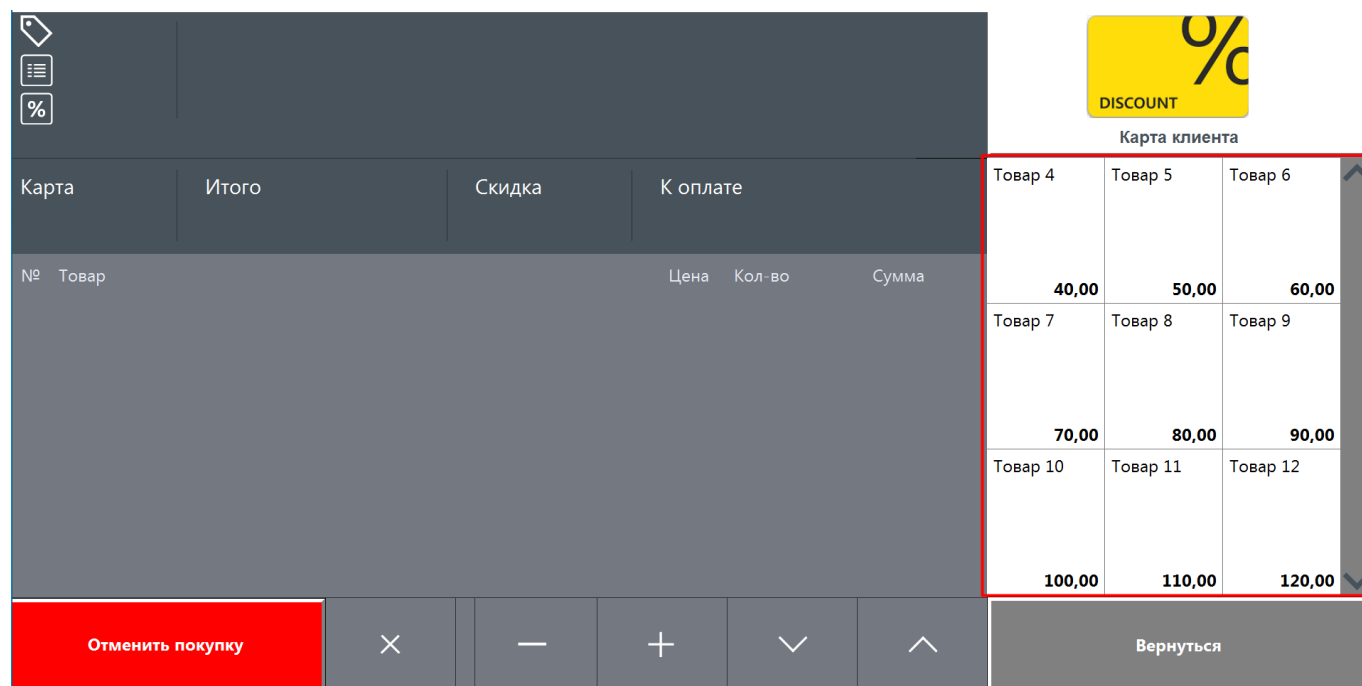 %
%
DISCOUNT
Карта клиента
Карта Итого Скидка К оплате
№ Товар Цена Кол-во Сумма
Товар 4 Товар 5 Товар 6
40,00 50,00 60,00
Товар 7 Товар 8 Товар 9
70,00 80,00 90,00
Товар 10 Товар 11 Товар 12
100,00 110,00 120,00
Отменить покупку
Вернуться